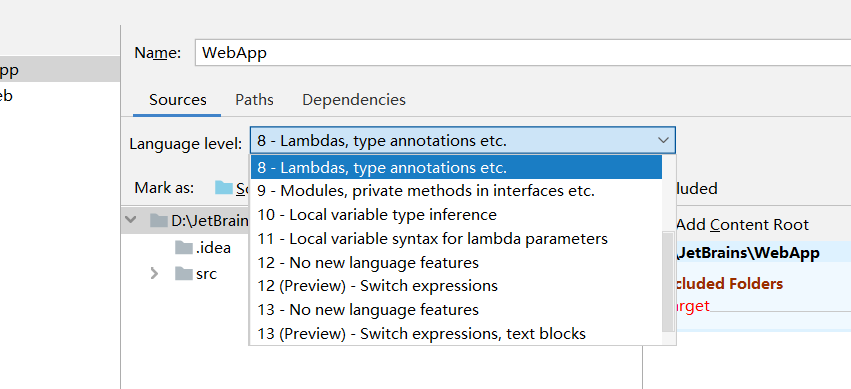 Name: WebApp
pp
eb
Sources Paths Dependencies
Language level: 8 - Lambdas, type annotations etc.
8 - Lambdas, type annotations etc.
Mark as: So
9 - Modules, private methods in interfaces etc.
cluded
10 - Local variable type inference
D:\JetBrain
Add Content Root
11 - Local variable syntax for lambda parameters
.idea
\JetBrains\WebApp
12 - No new language features
src
12 (Preview) - Switch expressions
cluded Folders
13 - No new language features
arget
13 (Preview) - Switch expressions, text blocks